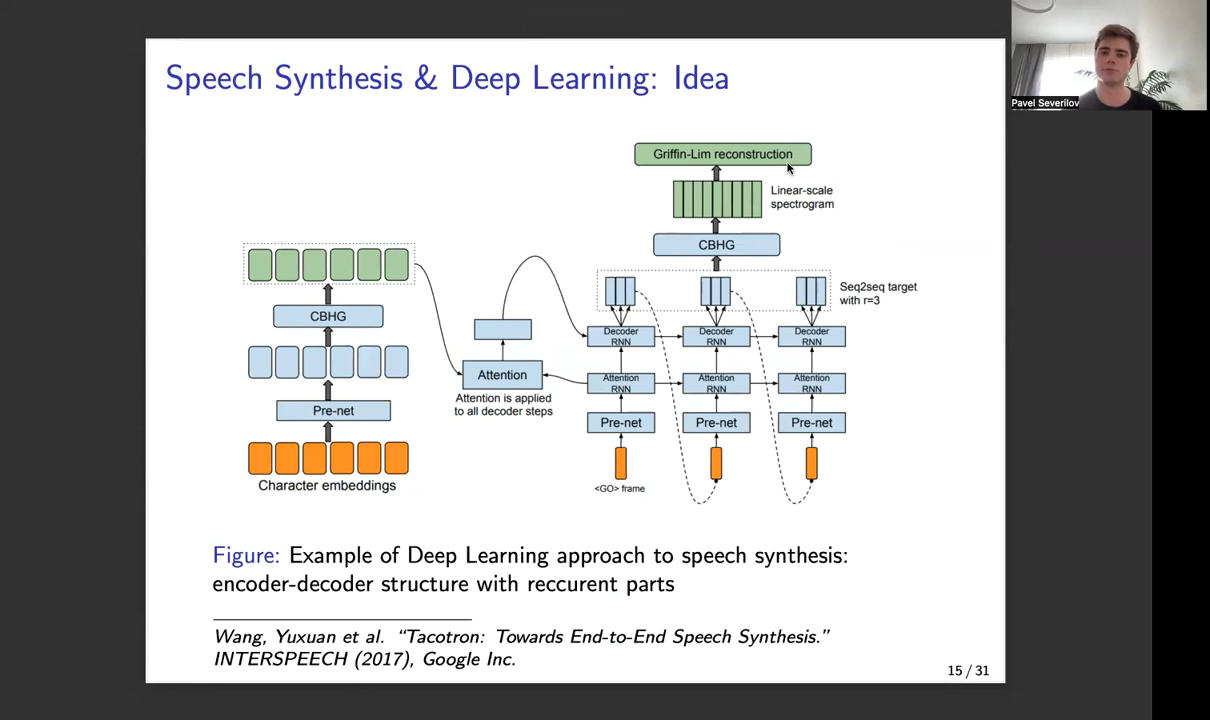 Speech Synthesis & Deep Learning: Idea
Pavel Severilov
Griffin-Lim reconstruction
Linear-scale
spectrogram
CBHG
Seq2seq target
with r=3
CBHG
Decoder
RNN
Decoder
RNN
Decoder
RNN
Attention
Attention
RNN
Attention
RNN
Attention
RNN
Attention is applied
to all decoder steps
Pre-net
Pre-net
Pre-net
Pre-net
Character embeddings
<GO> frame
Figure: Example of Deep Learning approach to speech synthesis:
encoder-decoder structure with reccurent parts
Wang, Yuxuan et al. “Tacotron: Towards End-to-End Speech Synthesis.”
INTERSPEECH (2017), Google Inc.
15 / 31